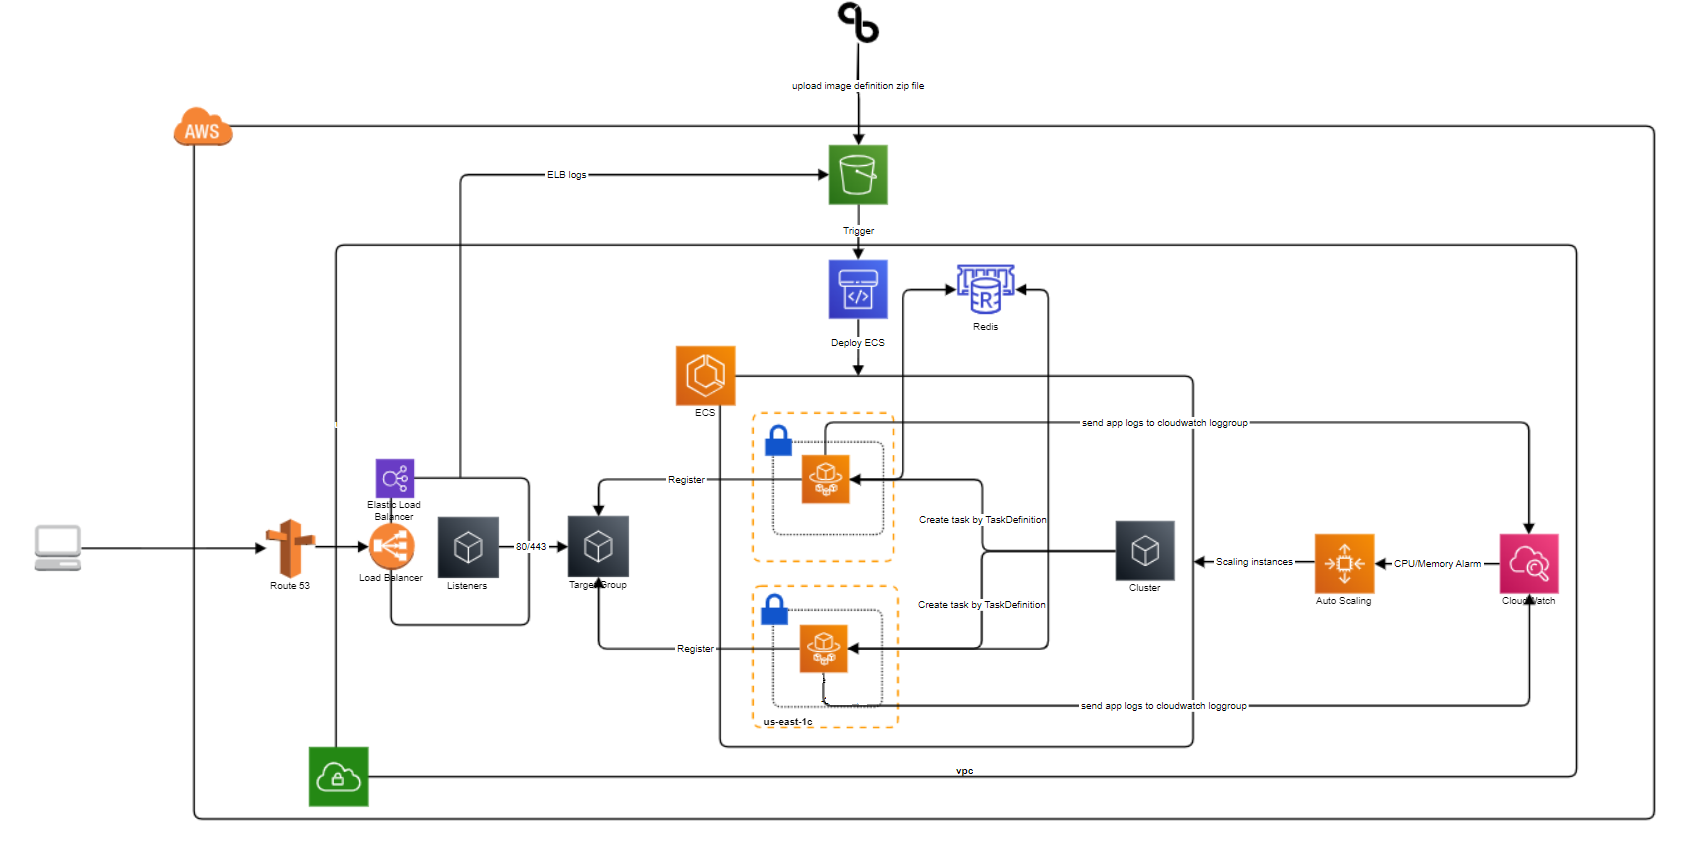 upload image definition zip file
AWS
ELB logs
Trigger
R
Redis
Deploy ECS
ECS
send app logs to cloudwatch loggroup
Register
Elastic Load
Balancer
Create task by TaskDefinition
80/443
Route 53
Load Balancer
Listeners
Target Group
Cluster
Scaling instances
Auto Scaling
CPU/Memory Alarm
CloudWatch
Create task by TaskDefinition
Register
send app logs to cloudwatch loggroup
us-east-1c
vpc